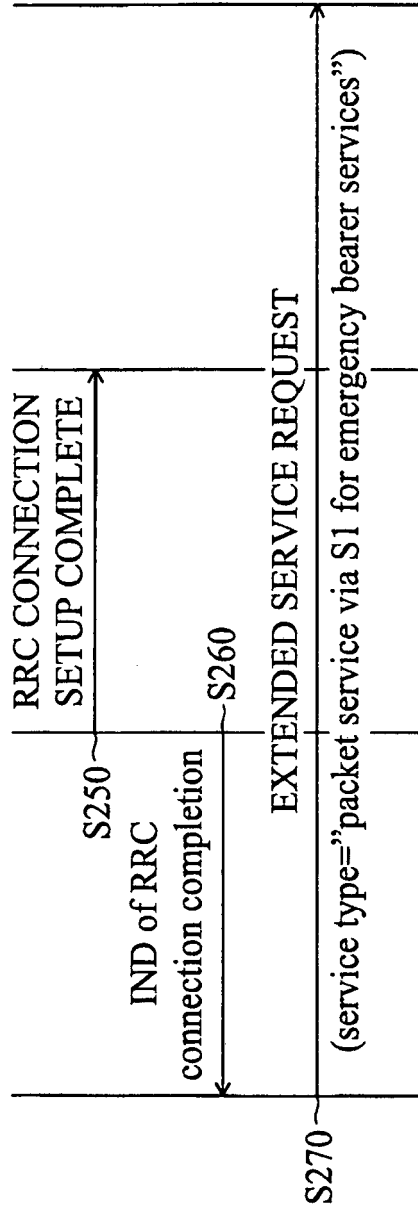 RRC CONNECTION
SETUP COMPLETE
S250
S260
IND of RRC
connection completion
EXTENDED SERVICE REQUEST
S270
(service type=”packet service via S1 for emergency bearer services”)